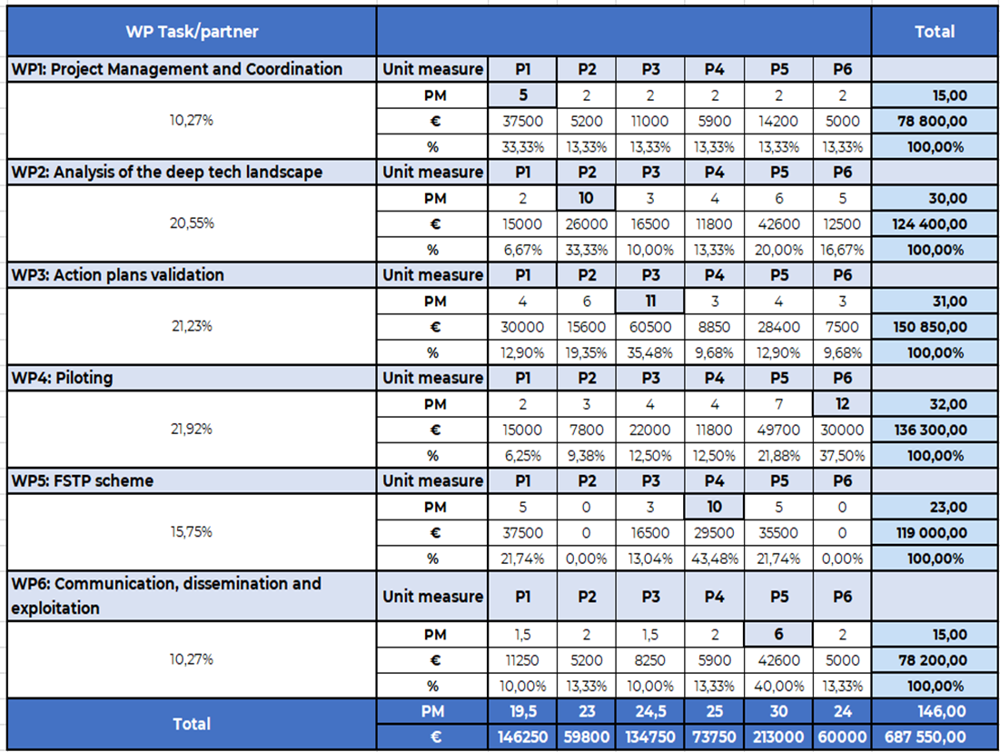 WP Task/partner Total
WP1: Project Management and Coordination Unit measure P1 P2 P3 P4 P5 P6
PM 5 2 2 2 2 2 15,00
10,27% € 37500 5200 11000 5900 14200 5000 78 800,00
% 33,33% 13,33% 13,33% 13,33% 13,33% 13,33% 100,00%
WP2: Analysis of the deep tech landscape Unit measure P1 P2 P3 P4 P5 P6
PM 2 10 3 4 6 5 30,00
20,55% € 15000 26000 16500 11800 42600 12500 124 400,00
% 6,67% 33,33% 10,00% 13,33% 20,00% 16,67% 100,00%
WP3: Action plans validation Unit measure P1 P2 P3 P4 P5 P6
PM 4 6 11 3 4 3 31,00
21,23% € 30000 15600 60500 8850 28400 7500 150 850,00
% 12,90% 19,35% 35,48% 9,68% 12,90% 9,68% 100,00%
WP4: Piloting Unit measure P1 P2 P3 P4 P5 P6
PM 2 3 4 4 7 12 32,00
21,92% € 15000 7800 22000 11800 49700 30000 136 300,00
% 6,25% 9,38% 12,50% 12,50% 21,88% 37,50% 100,00%
WP5: FSTP scheme Unit measure P1 P2 P3 P4 P5 P6
PM 5 0 3 10 5 0 23,00
15,75% € 37500 0 16500 29500 35500 0 119 000,00
% 21,74% 0,00% 13,04% 43,48% 21,74% 0,00% 100,00%
WP6: Communication, dissemination and
exploitation Unit measure P1 P2 P3 P4 P5 P6
PM 1,5 2 1,5 2 6 2 15,00
10,27% € 11250 5200 8250 5900 42600 5000 78 200,00
% 10,00% 13,33% 10,00% 13,33% 40,00% 13,33% 100,00%
Total PM 19,5 23 24,5 25 30 24 146,00
€ 146250 59800 134750 73750 213000 60000 687 550,00